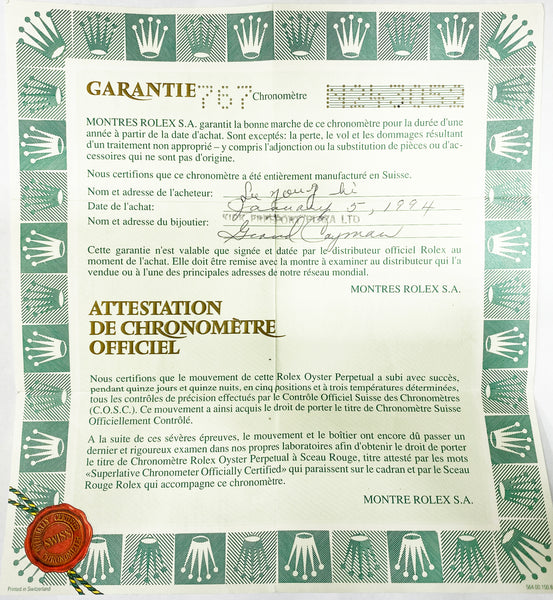 GARANTIE 767 Chronomètre
MONTRES ROLEX S.A. garantit la bonne marche de ce chronomètre pour la durée d'une
année à partir de la date d'achat. Sont exceptés: la perte, le vol et les dommages résultant
d'un traitement non approprié – y compris l'adjonction ou la substitution de pièces ou d'ac-
cessoires qui ne sont pas d'origine.
Nous certifions que ce chronomètre a été entièrement manufacturé en Suisse.
Nom et adresse de l'acheteur: young hi
Date de l'achat: January 5, 1994
Nom et adresse du bijoutier: LTD
Grand Cayman
Cette garantie n'est valable que signée et datée par le distributeur officiel Rolex au
moment de l'achat. Elle doit être remise avec la montre à examiner au distributeur qui l'a
vendue ou à l'une des principales adresses de notre réseau mondial.
MONTRES ROLEX S.A.
ATTESTATION
DE CHRONOMÈTRE
OFFICIEL
Nous certifions que le mouvement de cette Rolex Oyster Perpetual a subi avec succès,
pendant quinze jours et quinze nuits, en cinq positions et à trois températures déterminées,
tous les contrôles de précision effectués par le Contrôle Officiel Suisse des Chronomètres
(C.O.S.C.). Ce mouvement a ainsi acquis le droit de porter le titre de Chronomètre Suisse
Officiellement Contrôlé.
A la suite de ces sévères épreuves, le mouvement et le boîtier ont encore dû passer un
dernier et rigoureux examen dans nos propres laboratoires afin d'obtenir le droit de porter
le titre de Chronomètre Rolex Oyster Perpetual à Sceau Rouge, titre attesté par les mots
«Superlative Chronometer Officially Certified» qui paraissent sur le cadran et par le Sceau
Rouge Rolex qui accompagne ce chronomètre.
MONTRES ROLEX S.A.
SWISS
Printed in Switzerland